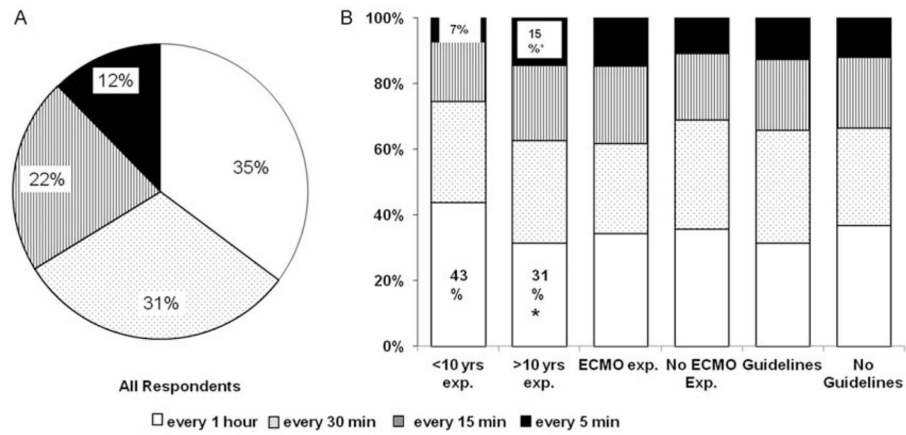 A
12%
35%
22%
31%
All Respondents
B
100%
80%
60%
40%
20%
0%
7%
15
%*
43
%
31
%
*
<10 yrs
exp.
>10 yrs
exp.
ECMO exp.
No ECMO
Exp.
Guidelines
No
Guidelines
every 1 hour every 30 min every 15 min every 5 min